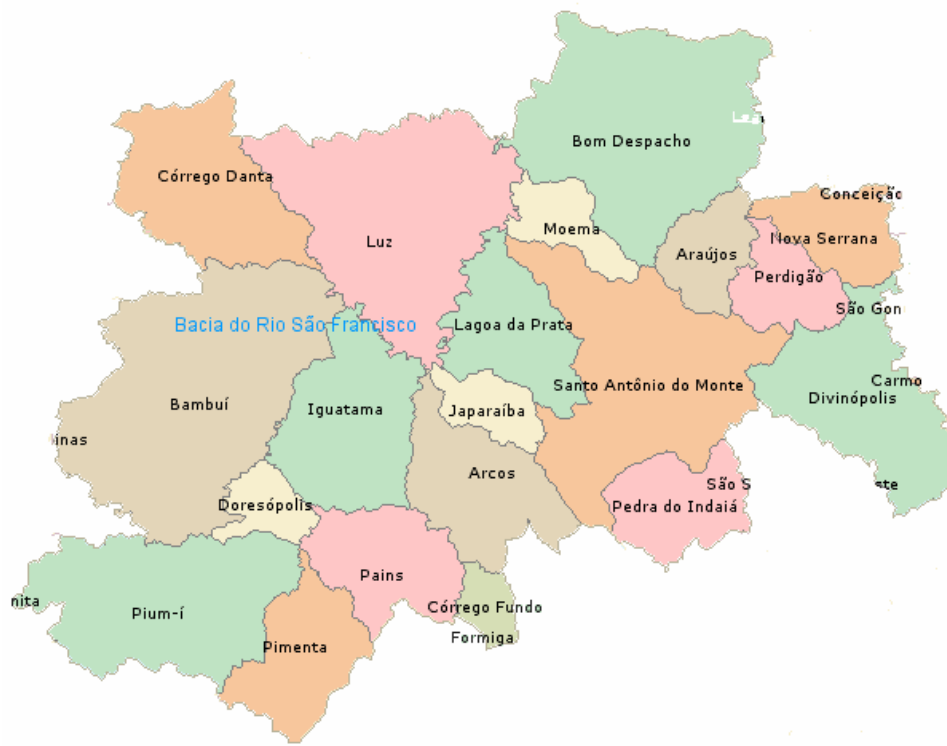 Bom Despacho
Córrego Danta
Conceição
Moema
Luz
Nova Serrana
Araújos
Perdigão
São Gon
Bacia do Rio São Francisco
Lagoa da Prata
Carmo
Santo Antônio do Monte
Divinópolis
Bambuí
Iguatama
Japaraíba
inas
Arcos
São S
ste
Doresópolis
Pedra do Indaiá
Pains
nita
Pium-í
Córrego Fundo
Formiga
Pimenta